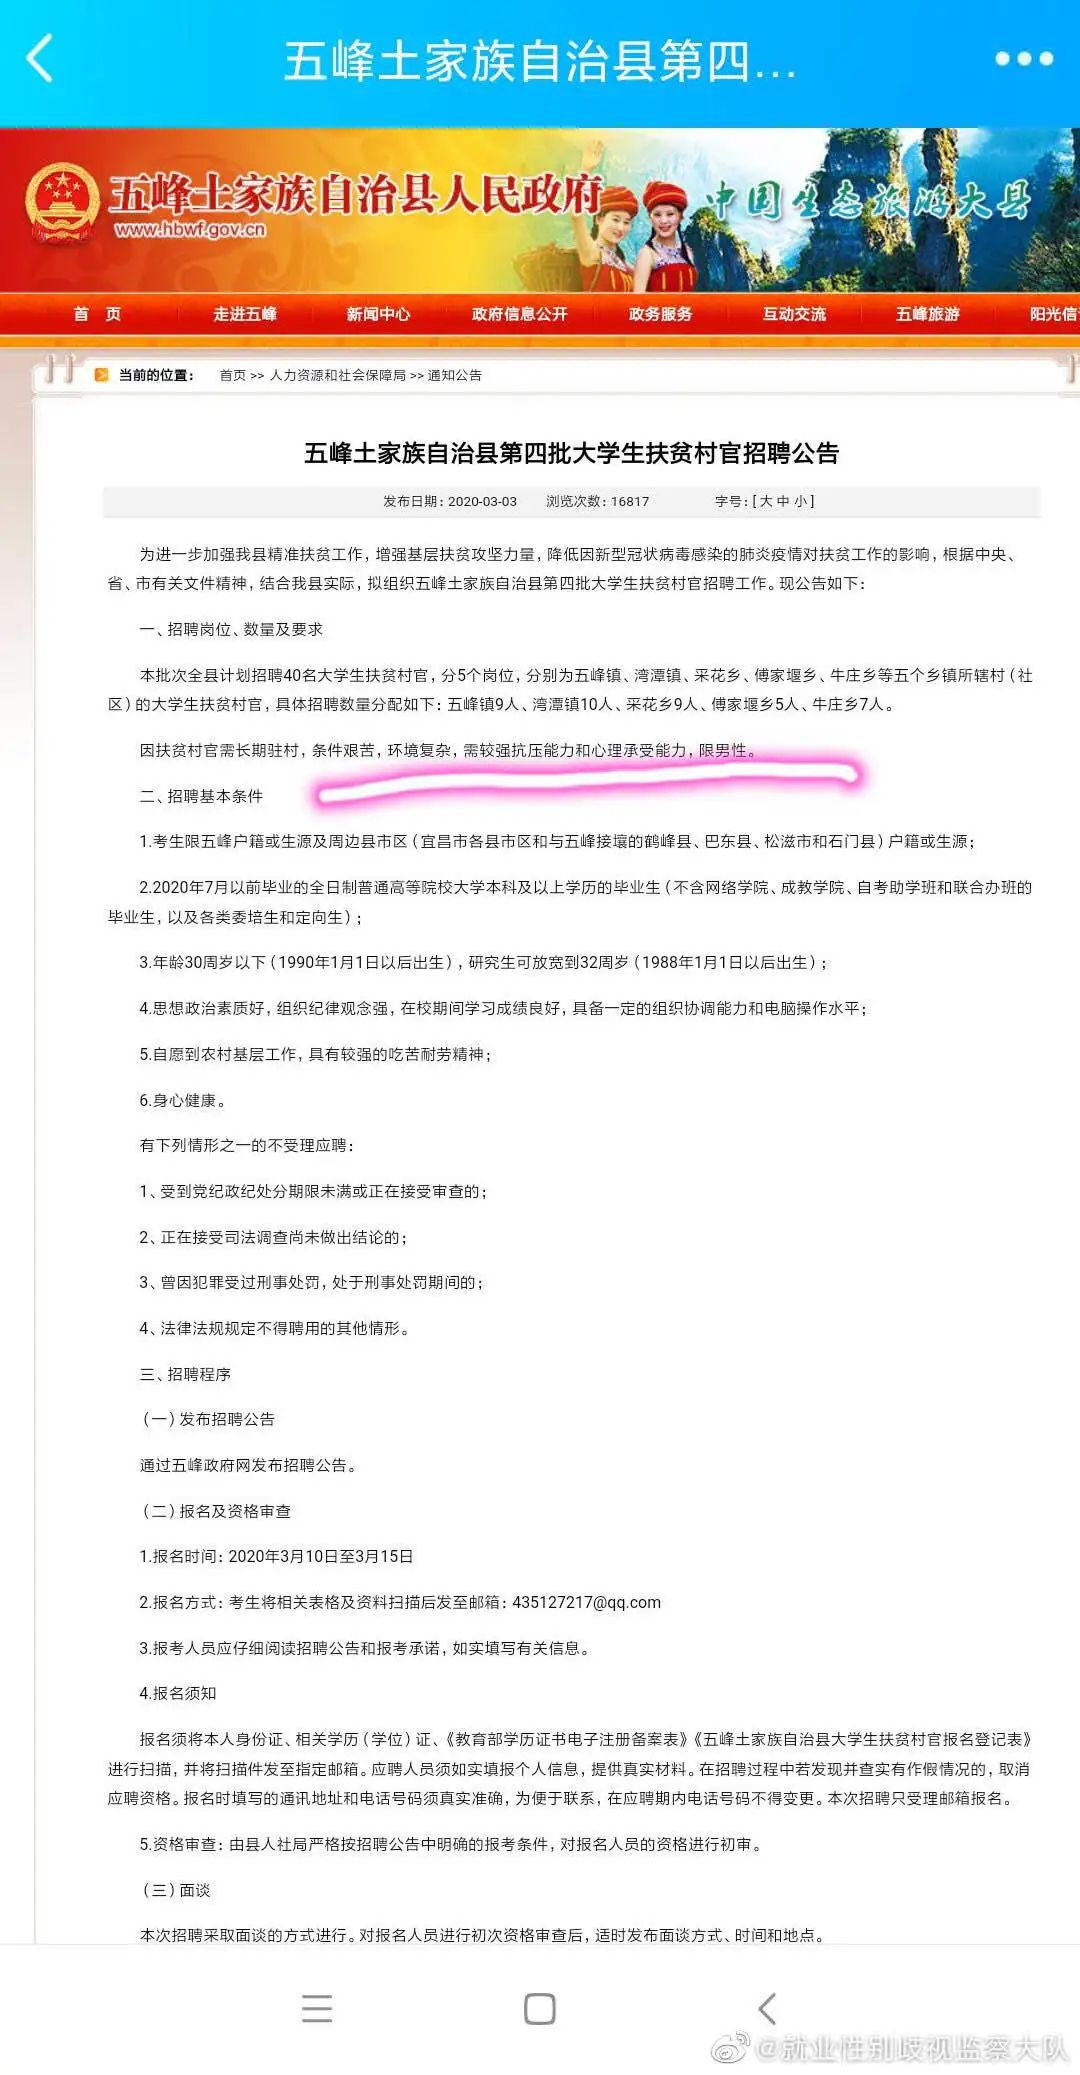 五峰土家族自治县第四...
五峰土家族自治县人民政府
www.hbwf.gov.cn
中国生态旅游大县
首 页 走进五峰 新闻中心 政府信息公开 政务服务 互动交流 五峰旅游 阳光信
当前的位置： 首页 >> 人力资源和社会保障局 >> 通知公告
五峰土家族自治县第四批大学生扶贫村官招聘公告
发布日期：2020-03-03 浏览次数：16817 字号：[ 大 中 小 ]
为进一步加强我县精准扶贫工作，增强基层扶贫攻坚力量，降低因新型冠状病毒感染的肺炎疫情对扶贫工作的影响，根据中央、
省、市有关文件精神，结合我县实际，拟组织五峰土家族自治县第四批大学生扶贫村官招聘工作。现公告如下：
一、招聘岗位、数量及要求
本批次全县计划招聘40名大学生扶贫村官，分5个岗位，分别为五峰镇、湾潭镇、采花乡、傅家堰乡、牛庄乡等五个乡镇所辖村（社
区）的大学生扶贫村官，具体招聘数量分配如下：五峰镇9人、湾潭镇10人、采花乡9人、傅家堰乡5人、牛庄乡7人。
因扶贫村官需长期驻村，条件艰苦，环境复杂，需较强抗压能力和心理承受能力，限男性。
二、招聘基本条件
1.考生限五峰户籍或生源及周边县市区（宜昌市各县市区和与五峰接壤的鹤峰县、巴东县、松滋市和石门县）户籍或生源；
2.2020年7月以前毕业的全日制普通高等院校大学本科及以上学历的毕业生（不含网络学院、成教学院、自考助学班和联合办班的
毕业生，以及各类委培生和定向生）；
3.年龄30周岁以下（1990年1月1日以后出生），研究生可放宽到32周岁（1988年1月1日以后出生）；
4.思想政治素质好，组织纪律观念强，在校期间学习成绩良好，具备一定的组织协调能力和电脑操作水平；
5.自愿到农村基层工作，具有较强的吃苦耐劳精神；
6.身心健康。
有下列情形之一的不受理应聘：
1、受到党纪政纪处分期限未满或正在接受审查的；
2、正在接受司法调查尚未做出结论的；
3、曾因犯罪受过刑事处罚，处于刑事处罚期间的；
4、法律法规规定不得聘用的其他情形。
三、招聘程序
（一）发布招聘公告
通过五峰政府网发布招聘公告。
（二）报名及资格审查
1.报名时间：2020年3月10日至3月15日
2.报名方式：考生将相关表格及资料扫描后发至邮箱：435127217@qq.com
3.报考人员应仔细阅读招聘公告和报考承诺，如实填写有关信息。
4.报名须知
报名须将本人身份证、相关学历（学位）证、《教育部学历证书电子注册备案表》《五峰土家族自治县大学生扶贫村官报名登记表》
进行扫描，并将扫描件发至指定邮箱。应聘人员须如实填报个人信息，提供真实材料。在招聘过程中若发现并查实有作假情况的，取消
应聘资格。报名时填写的通讯地址和电话号码须真实准确，为便于联系，在应聘期内电话号码不得变更。本次招聘只受理邮箱报名。
5.资格审查：由县人社局严格按招聘公告中明确的报考条件，对报名人员的资格进行初审。
（三）面谈
本次招聘采取面谈的方式进行。对报名人员进行初次资格审查后，适时发布面谈方式、时间和地点。
@就业性别歧视监察大队